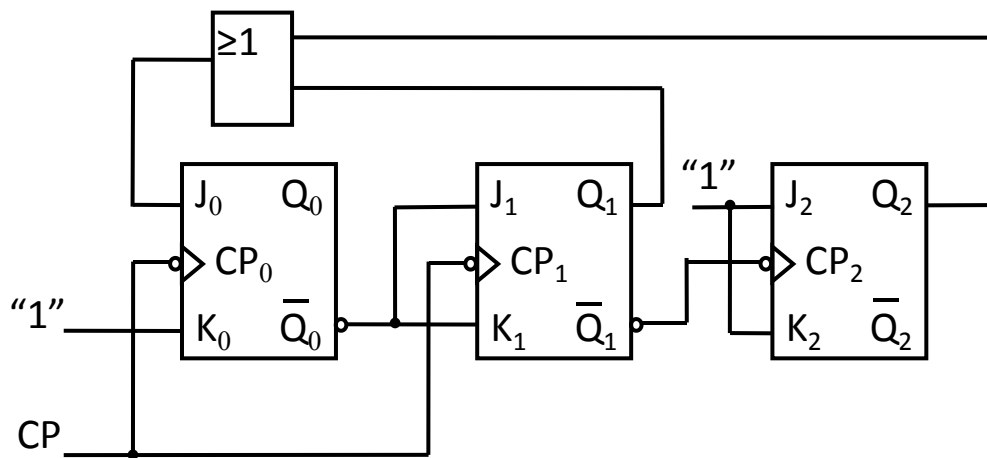 ≥1
J₀ Q₀
CP₀
"1"
K₀ Q̅₀
J₁ Q₁
CP₁
K₁ Q̅₁
"1"
J₂ Q₂
CP₂
K₂ Q̅₂
CP